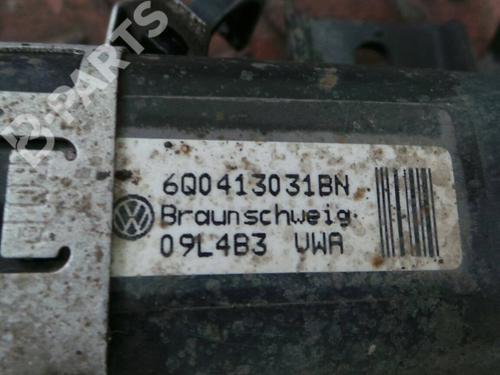 B-PARTS
6Q0413031BN
Braunschweig
09L4B3 VWA